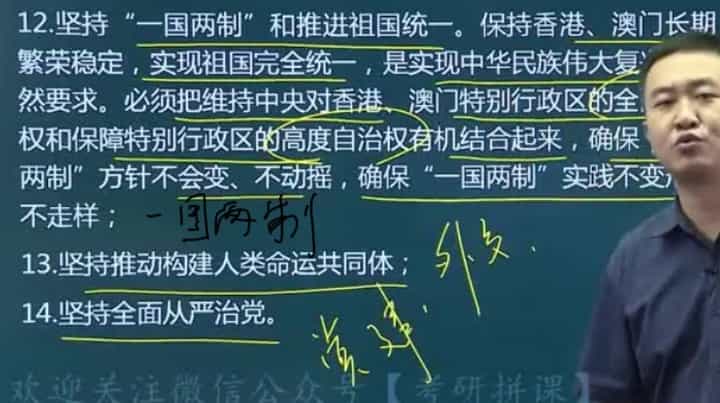 12.坚持“一国两制”和推进祖国统一。保持香港、澳门长期
繁荣稳定，实现祖国完全统一，是实现中华民族伟大复
然要求。必须把维持中央对香港、澳门特别行政区的全
权和保障特别行政区的高度自治权有机结合起来，确保
两制”方针不会变、不动摇，确保“一国两制”实践不变
不走样；
一国两制
13.坚持推动构建人类命运共同体；
外交.
14.坚持全面从严治党。
党建.
欢迎关注微信公众号【考研拼课】